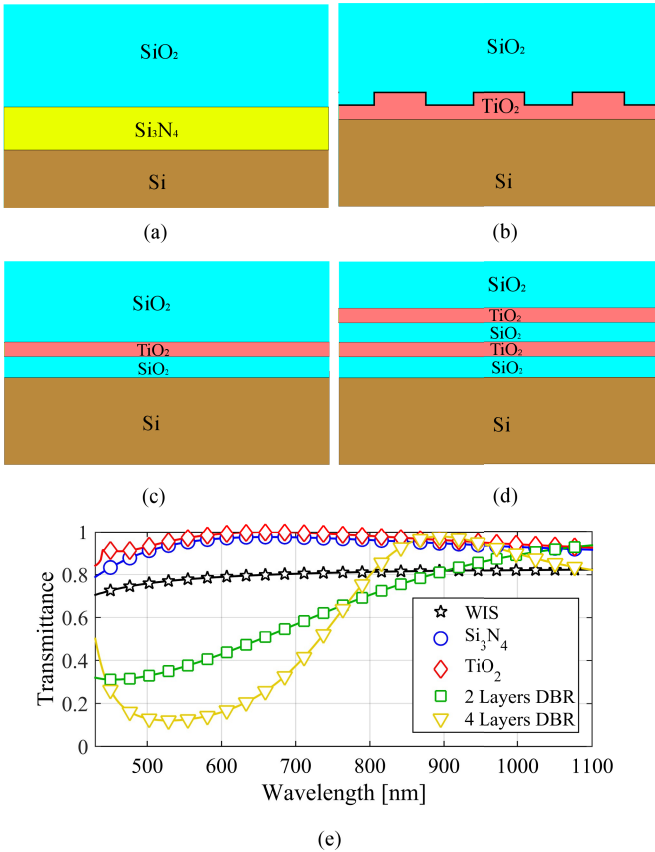 SiO₂
Si₃N₄
Si
(a)
SiO₂
TiO₂
Si
(b)
SiO₂
TiO₂
SiO₂
Si
(c)
SiO₂
TiO₂
SiO₂
TiO₂
SiO₂
Si
(d)
Transmittance
1
0.8
0.6
0.4
0.2
0
WIS
Si₃N₄
TiO₂
2 Layers DBR
4 Layers DBR
500 600 700 800 900 1000 1100
Wavelength [nm]
(e)